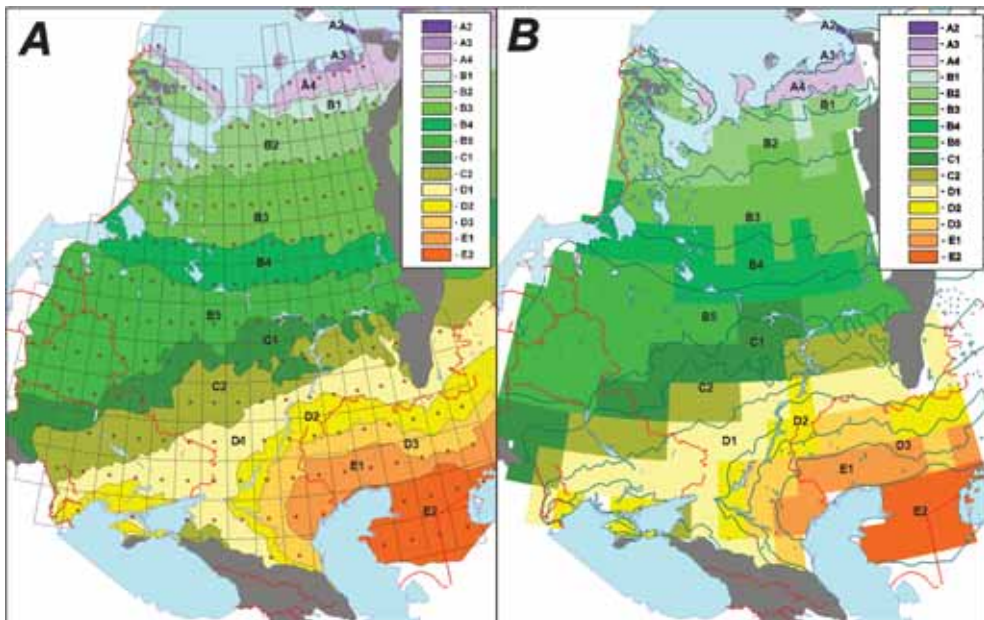 A
A2
A3
A4
B1
B2
B3
B4
B5
C1
C2
D1
D2
D3
E1
E2
- A2
- A3
- A4
- B1
- B2
- B3
- B4
- B5
- C1
- C2
- D1
- D2
- D3
- E1
- E2
B
A2
A3
A4
B1
B2
B3
B4
B5
C1
C2
D1
D2
D3
E1
E2
- A2
- A3
- A4
- B1
- B2
- B3
- B4
- B5
- C1
- C2
- D1
- D2
- D3
- E1
- E2